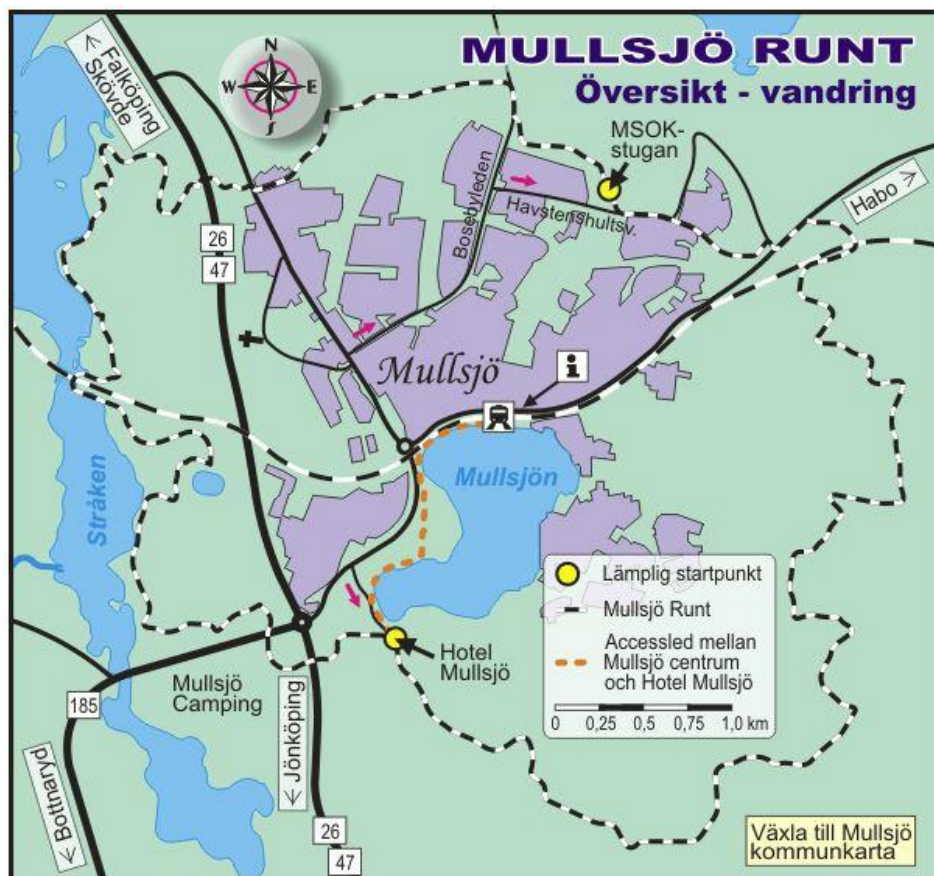 MULLSJÖ RUNT
Översikt - vandring
N
W
E
S
← Falköping
Skövde
MSOK-
stugan
Habo →
Bosebyleden
Havstenshultsv.
26
47
Mullsjö
i
Mullsjön
Stråken
Lämplig startpunkt
Mullsjö Runt
Accessled mellan
Mullsjö centrum
och Hotel Mullsjö
0 0,25 0,5 0,75 1,0 km
Hotel
Mullsjö
Mullsjö
Camping
185
← Jönköping
← Bottnaryd
26
47
Växla till Mullsjö
kommunkarta